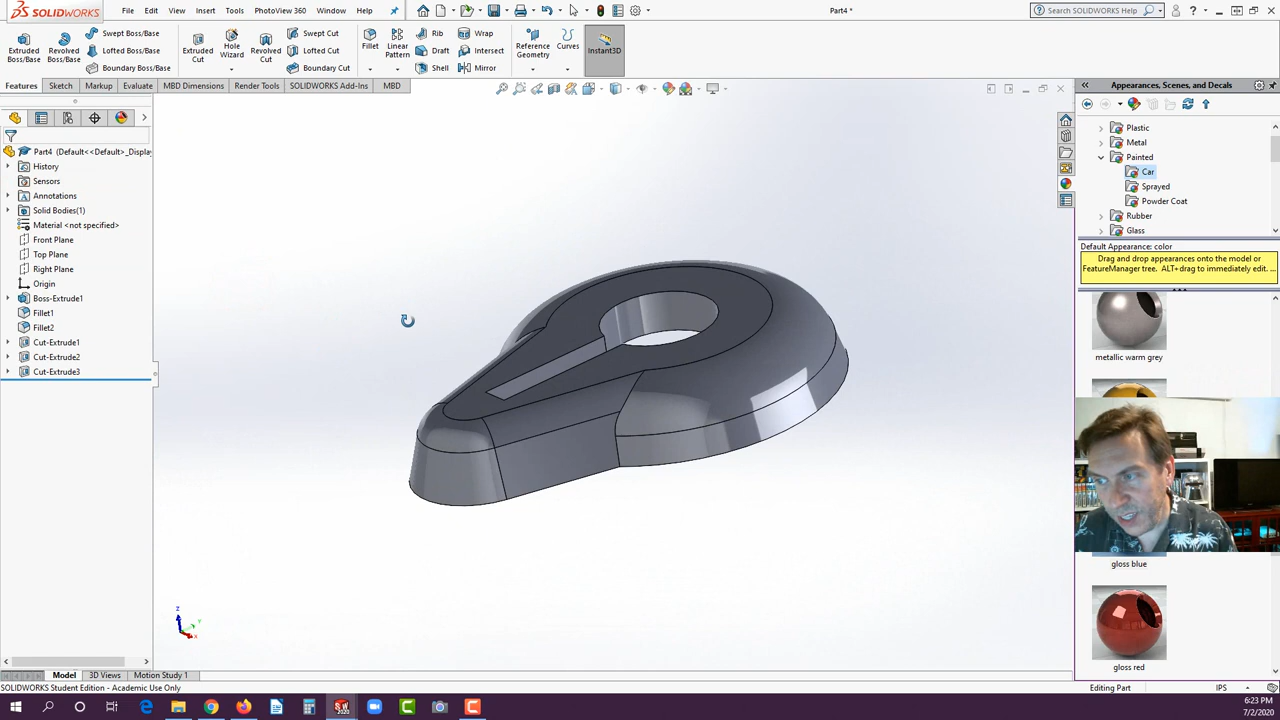 SOLIDWORKS
File Edit View Insert Tools PhotoView 360 Window Help
Part4 *
Search SOLIDWORKS Help
Extruded Boss/Base
Revolved Boss/Base
Swept Boss/Base
Lofted Boss/Base
Boundary Boss/Base
Extruded Cut
Hole Wizard
Revolved Cut
Swept Cut
Lofted Cut
Boundary Cut
Fillet
Linear Pattern
Rib
Draft
Shell
Wrap
Intersect
Mirror
Reference Geometry
Curves
Instant3D
Features Sketch Markup Evaluate MBD Dimensions Render Tools SOLIDWORKS Add-Ins MBD
Part4 (Default<<Default>_Display
History
Sensors
Annotations
Solid Bodies(1)
Material <not specified>
Front Plane
Top Plane
Right Plane
Origin
Boss-Extrude1
Fillet1
Fillet2
Cut-Extrude1
Cut-Extrude2
Cut-Extrude3
Appearances, Scenes, and Decals
Plastic
Metal
Painted
Car
Sprayed
Powder Coat
Rubber
Glass
Default Appearance: color
Drag and drop appearances onto the model or
FeatureManager tree. ALT+drag to immediately edit. ...
metallic warm grey
gloss blue
gloss red
Z
Y
X
Model 3D Views Motion Study 1
SOLIDWORKS Student Edition - Academic Use Only
Editing Part
IPS
SW
2020
6:23 PM
7/2/2020